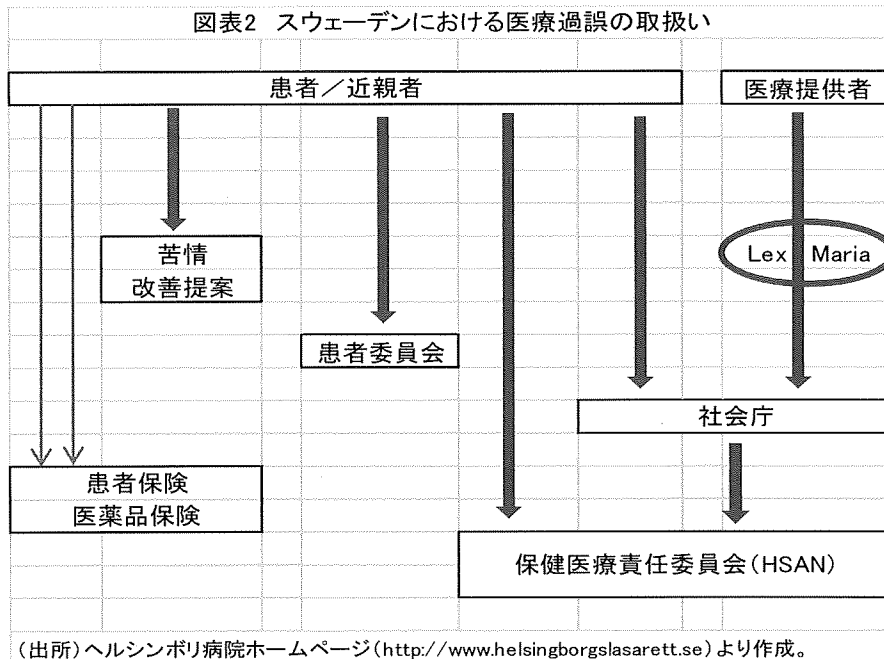 図表2 スウェーデンにおける医療過誤の取扱い
患者／近親者
医療提供者
苦情
改善提案
Lex Maria
患者委員会
社会庁
患者保険
医薬品保険
保健医療責任委員会(HSAN)
(出所)ヘルシンボリ病院ホームページ(http://www.helsingborgslasarett.se)より作成。